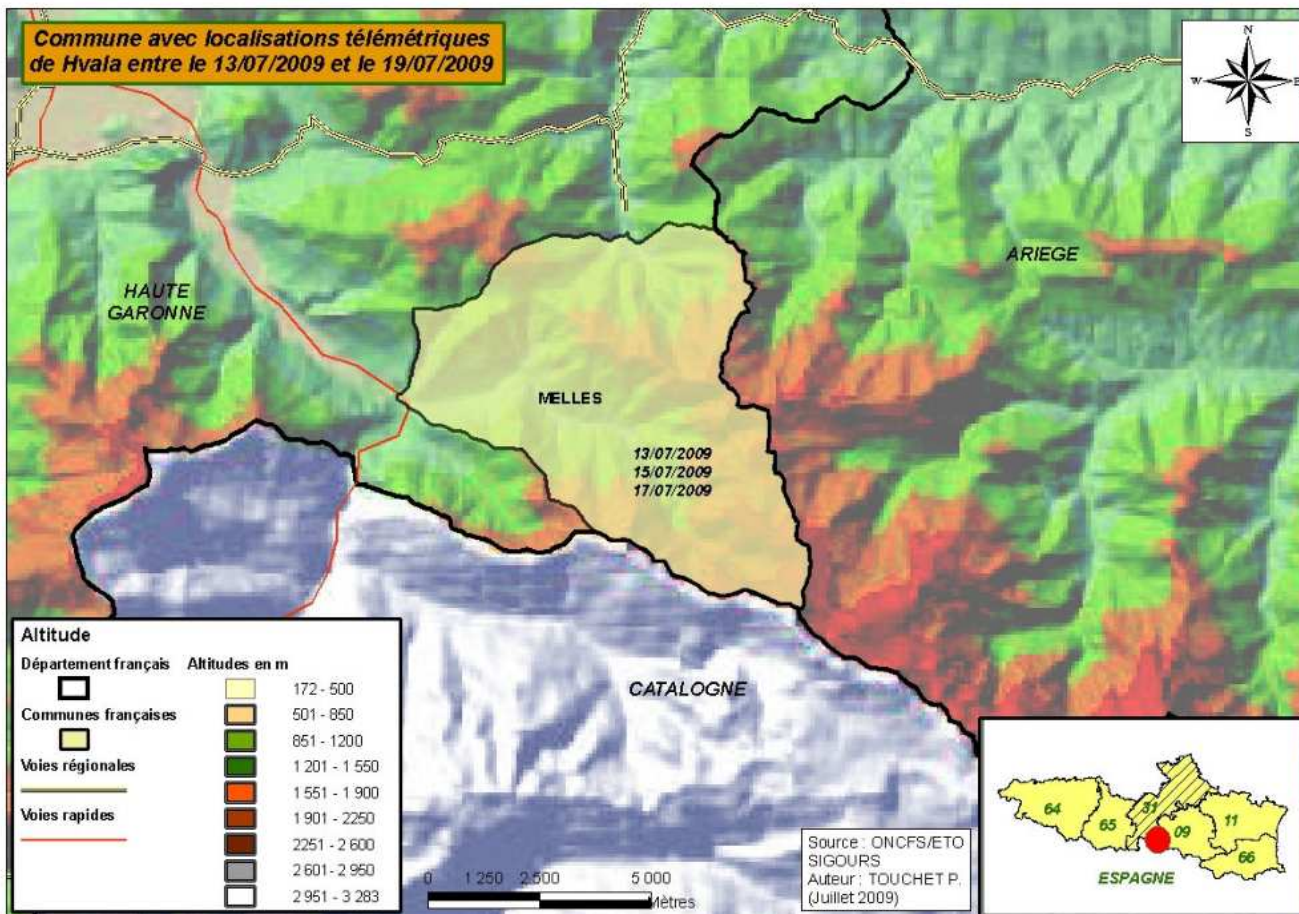 Commune avec localisations télémétriques
de Hvala entre le 13/07/2009 et le 19/07/2009
N
W
E
S
ARIEGE
HAUTE
GARONNE
MELLES
13/07/2009
15/07/2009
17/07/2009
CATALOGNE
Altitude
Département français
Altitudes en m
172 - 500
Communes françaises
501 - 850
851 - 1200
Voies régionales
1 201 - 1 550
1 551 - 1 900
Voies rapides
1 901 - 2250
2251 - 2 600
2 601 - 2 950
2 951 - 3 283
0 1 250 2 500 5 000
Mètres
Source : ONCFS/ETO
SIGOURS
Auteur : TOUCHET P.
(Juillet 2009)
64
65
31
09
11
66
ESPAGNE